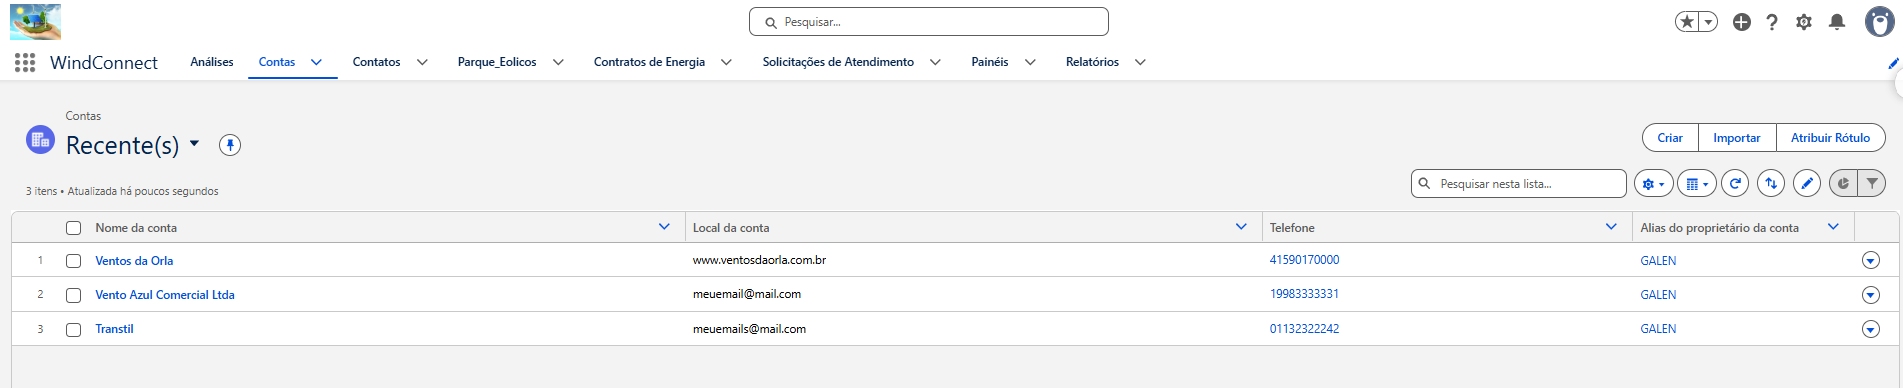 Pesquisar...
WindConnect Análises Contas Contatos Parque_Eolicos Contratos de Energia Solicitações de Atendimento Painéis Relatórios
Contas
Recente(s)
Criar Importar Atribuir Rótulo
3 itens • Atualizada há poucos segundos
Pesquisar nesta lista...
Nome da conta Local da conta Telefone Alias do proprietário da conta
1 Ventos da Orla www.ventosdaorla.com.br 41590170000 GALEN
2 Vento Azul Comercial Ltda meuemail@mail.com 19983333331 GALEN
3 Transtil meuemails@mail.com 01132322242 GALEN